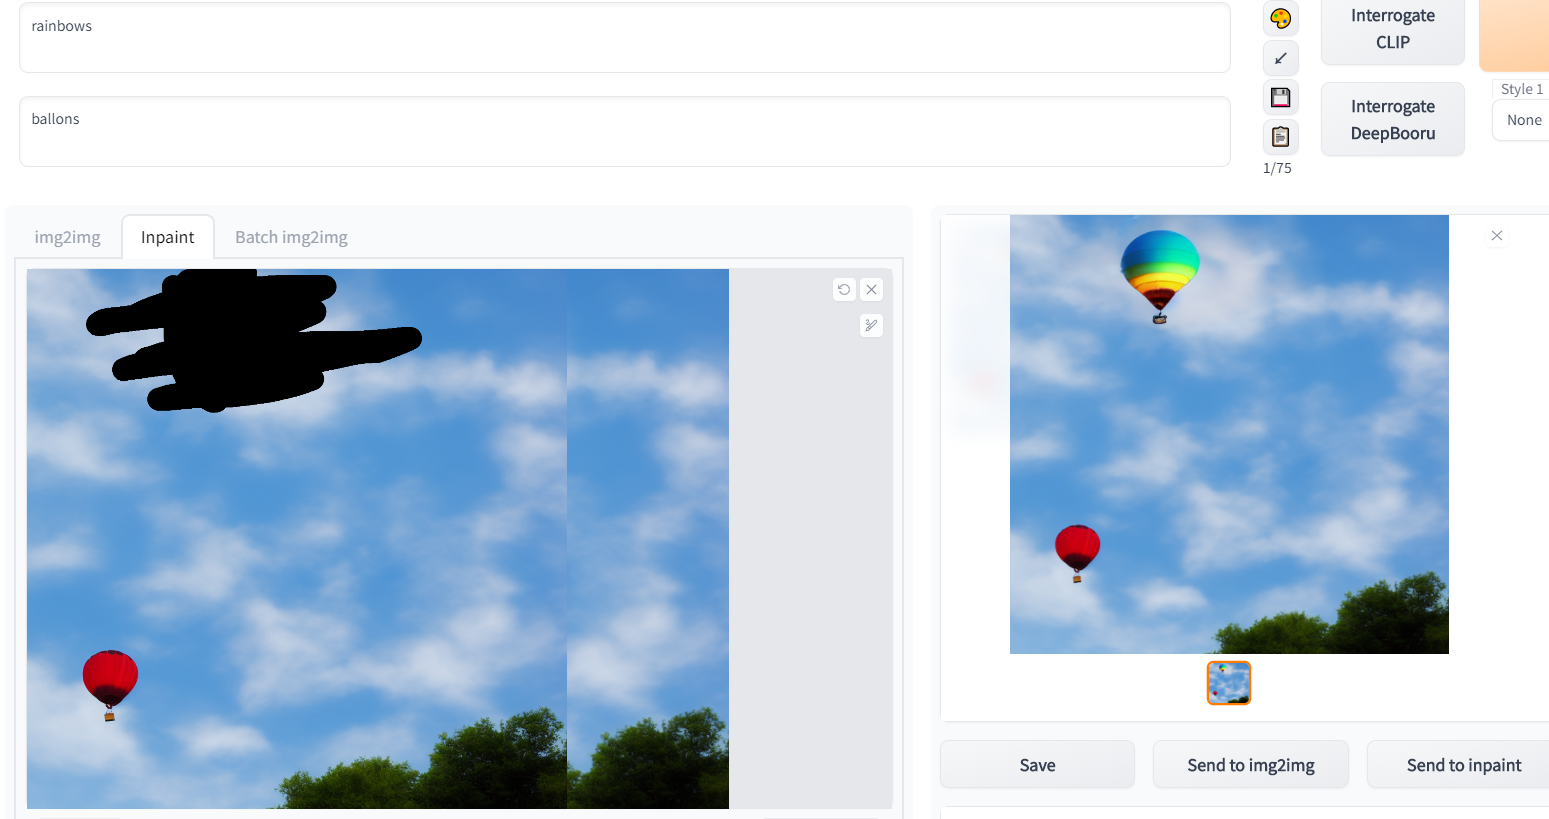 rainbows
Interrogate
CLIP
ballons
Interrogate
DeepBooru
Style 1
None
1/75
img2img
Inpaint
Batch img2img
Save
Send to img2img
Send to inpaint